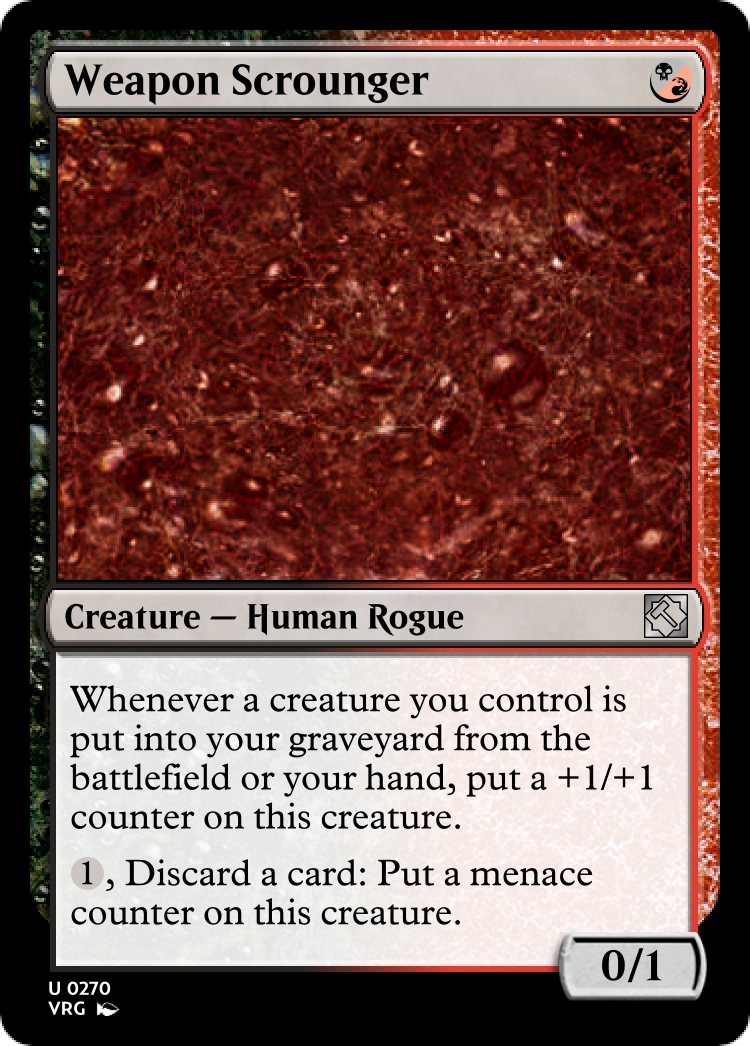 Weapon Scrounger
Creature — Human Rogue
Whenever a creature you control is
put into your graveyard from the
battlefield or your hand, put a +1/+1
counter on this creature.
1, Discard a card: Put a menace
counter on this creature.
0/1
U 0270
VRG